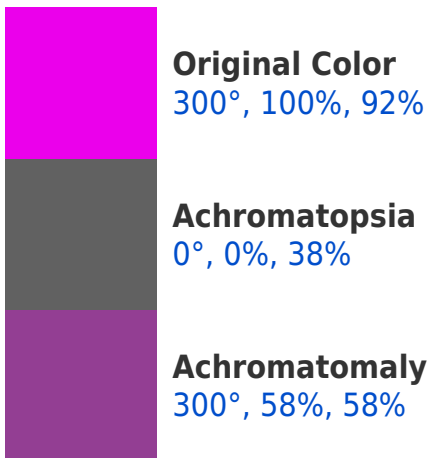 Original Color
300°, 100%, 92%
Achromatopsia
0°, 0%, 38%
Achromatomaly
300°, 58%, 58%